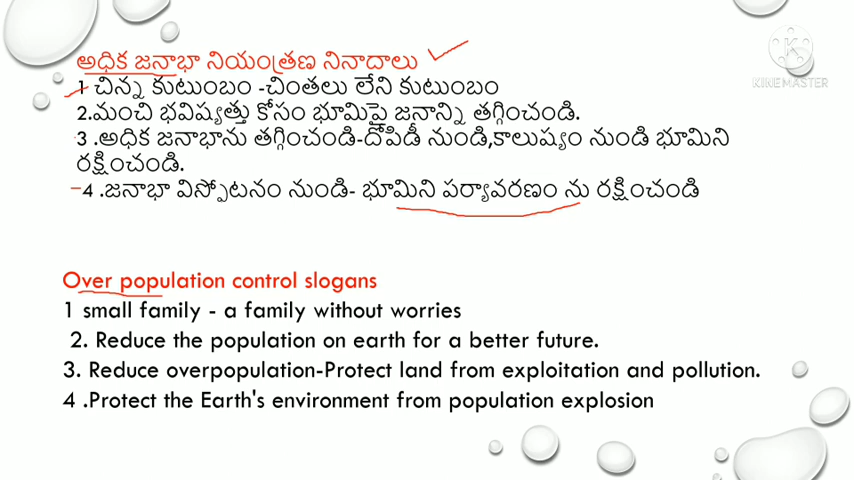 అధిక జనాభా నియంత్రణ నినాదాలు
KINEMASTER
1 చిన్న కుటుంబం -చింతలు లేని కుటుంబం
2.మంచి భవిష్యత్తు కోసం భూమిపై జనాన్ని తగ్గించండి.
3 .అధిక జనాభాను తగ్గించండి-దోపిడీ నుండి,కాలుష్యం నుండి భూమిని
రక్షించండి.
4 .జనాభా విస్ఫోటనం నుండి- భూమిని పర్యావరణం ను రక్షించండి
Over population control slogans
1 small family - a family without worries
2. Reduce the population on earth for a better future.
3. Reduce overpopulation-Protect land from exploitation and pollution.
4 .Protect the Earth's environment from population explosion